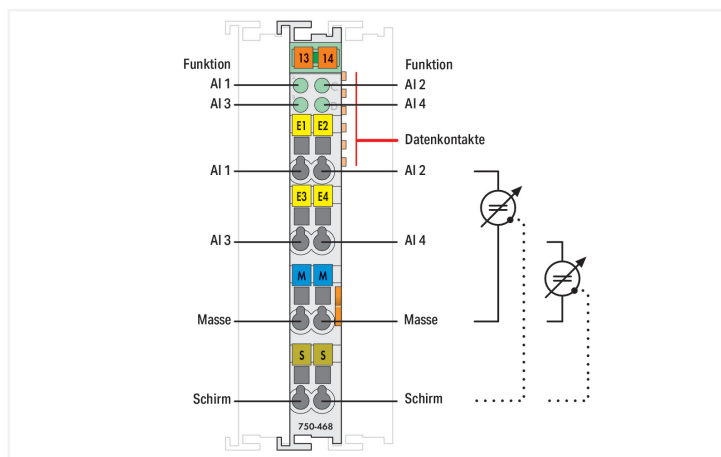 13 14
Funktion Funktion
AI 1 AI 2
AI 3 AI 4
E1 E2
Datenkontakte
AI 1 AI 2
E3 E4
AI 3 AI 4
M M
Masse Masse
S S
Schirm Schirm
750-468